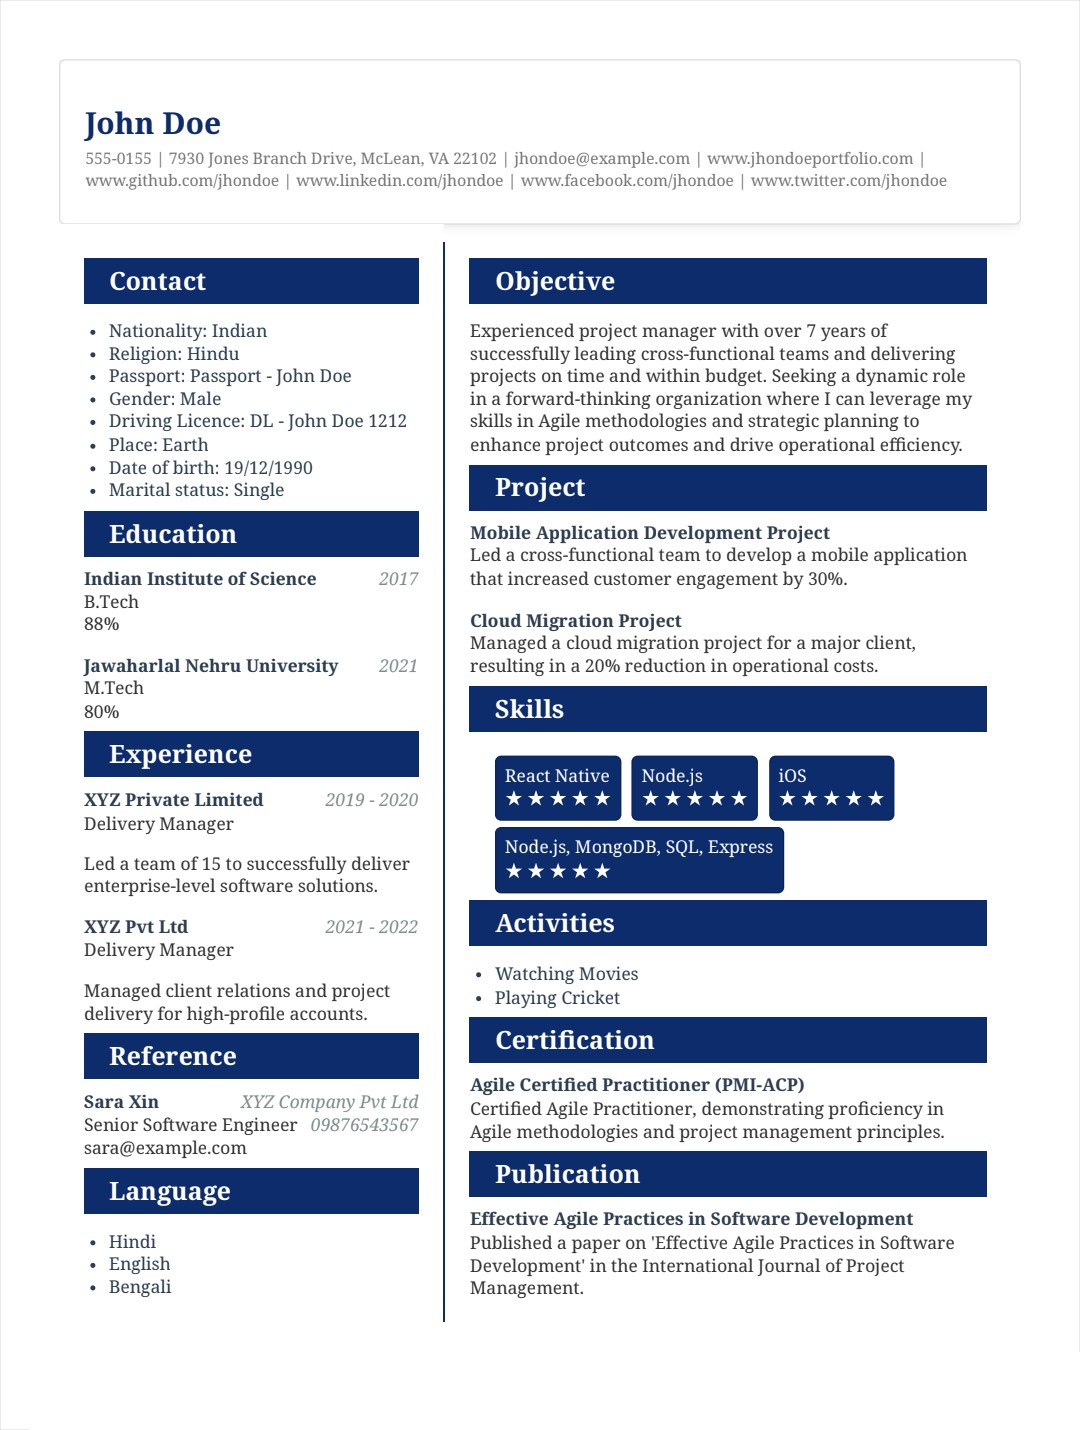 John Doe
555-0155 | 7930 Jones Branch Drive, McLean, VA 22102 | jhondoe@example.com | www.jhondoeportfolio.com |
www.github.com/jhondoe | www.linkedin.com/jhondoe | www.facebook.com/jhondoe | www.twitter.com/jhondoe
Contact
• Nationality: Indian
• Religion: Hindu
• Passport: Passport - John Doe
• Gender: Male
• Driving Licence: DL - John Doe 1212
• Place: Earth
• Date of birth: 19/12/1990
• Marital status: Single
Education
Indian Institute of Science 2017
B.Tech
88%
Jawaharlal Nehru University 2021
M.Tech
80%
Experience
XYZ Private Limited 2019 - 2020
Delivery Manager
Led a team of 15 to successfully deliver
enterprise-level software solutions.
XYZ Pvt Ltd 2021 - 2022
Delivery Manager
Managed client relations and project
delivery for high-profile accounts.
Reference
Sara Xin XYZ Company Pvt Ltd
Senior Software Engineer 09876543567
sara@example.com
Language
• Hindi
• English
• Bengali
Objective
Experienced project manager with over 7 years of
successfully leading cross-functional teams and delivering
projects on time and within budget. Seeking a dynamic role
in a forward-thinking organization where I can leverage my
skills in Agile methodologies and strategic planning to
enhance project outcomes and drive operational efficiency.
Project
Mobile Application Development Project
Led a cross-functional team to develop a mobile application
that increased customer engagement by 30%.
Cloud Migration Project
Managed a cloud migration project for a major client,
resulting in a 20% reduction in operational costs.
Skills
React Native Node.js iOS
★★★★★ ★★★★★ ★★★★★
Node.js, MongoDB, SQL, Express
★★★★★
Activities
• Watching Movies
• Playing Cricket
Certification
Agile Certified Practitioner (PMI-ACP)
Certified Agile Practitioner, demonstrating proficiency in
Agile methodologies and project management principles.
Publication
Effective Agile Practices in Software Development
Published a paper on 'Effective Agile Practices in Software
Development' in the International Journal of Project
Management.